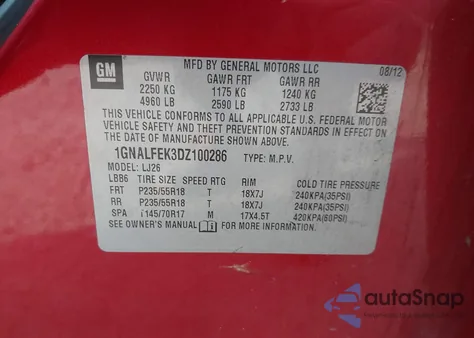 GM
MFD BY GENERAL MOTORS LLC 08/12
GVWR GAWR FRT GAWR RR
2250 KG 1175 KG 1240 KG
4960 LB 2590 LB 2733 LB
THIS VEHICLE CONFORMS TO ALL APPLICABLE U.S. FEDERAL MOTOR
VEHICLE SAFETY AND THEFT PREVENTION STANDARDS IN EFFECT ON
THE DATE OF MANUFACTURE SHOWN ABOVE.
1GNALFEK3DZ100286 TYPE: M.P.V.
MODEL: LJ26
LBB6 TIRE SIZE SPEED RTG RIM COLD TIRE PRESSURE
FRT P235/55R18 T 18X7J 240KPA(35PSI)
RR P235/55R18 T 18X7J 240KPA(35PSI)
SPA T145/70R17 M 17X4.5T 420KPA(60PSI)
SEE OWNER'S MANUAL FOR MORE INFORMATION.
autoSnap
www.autosnap